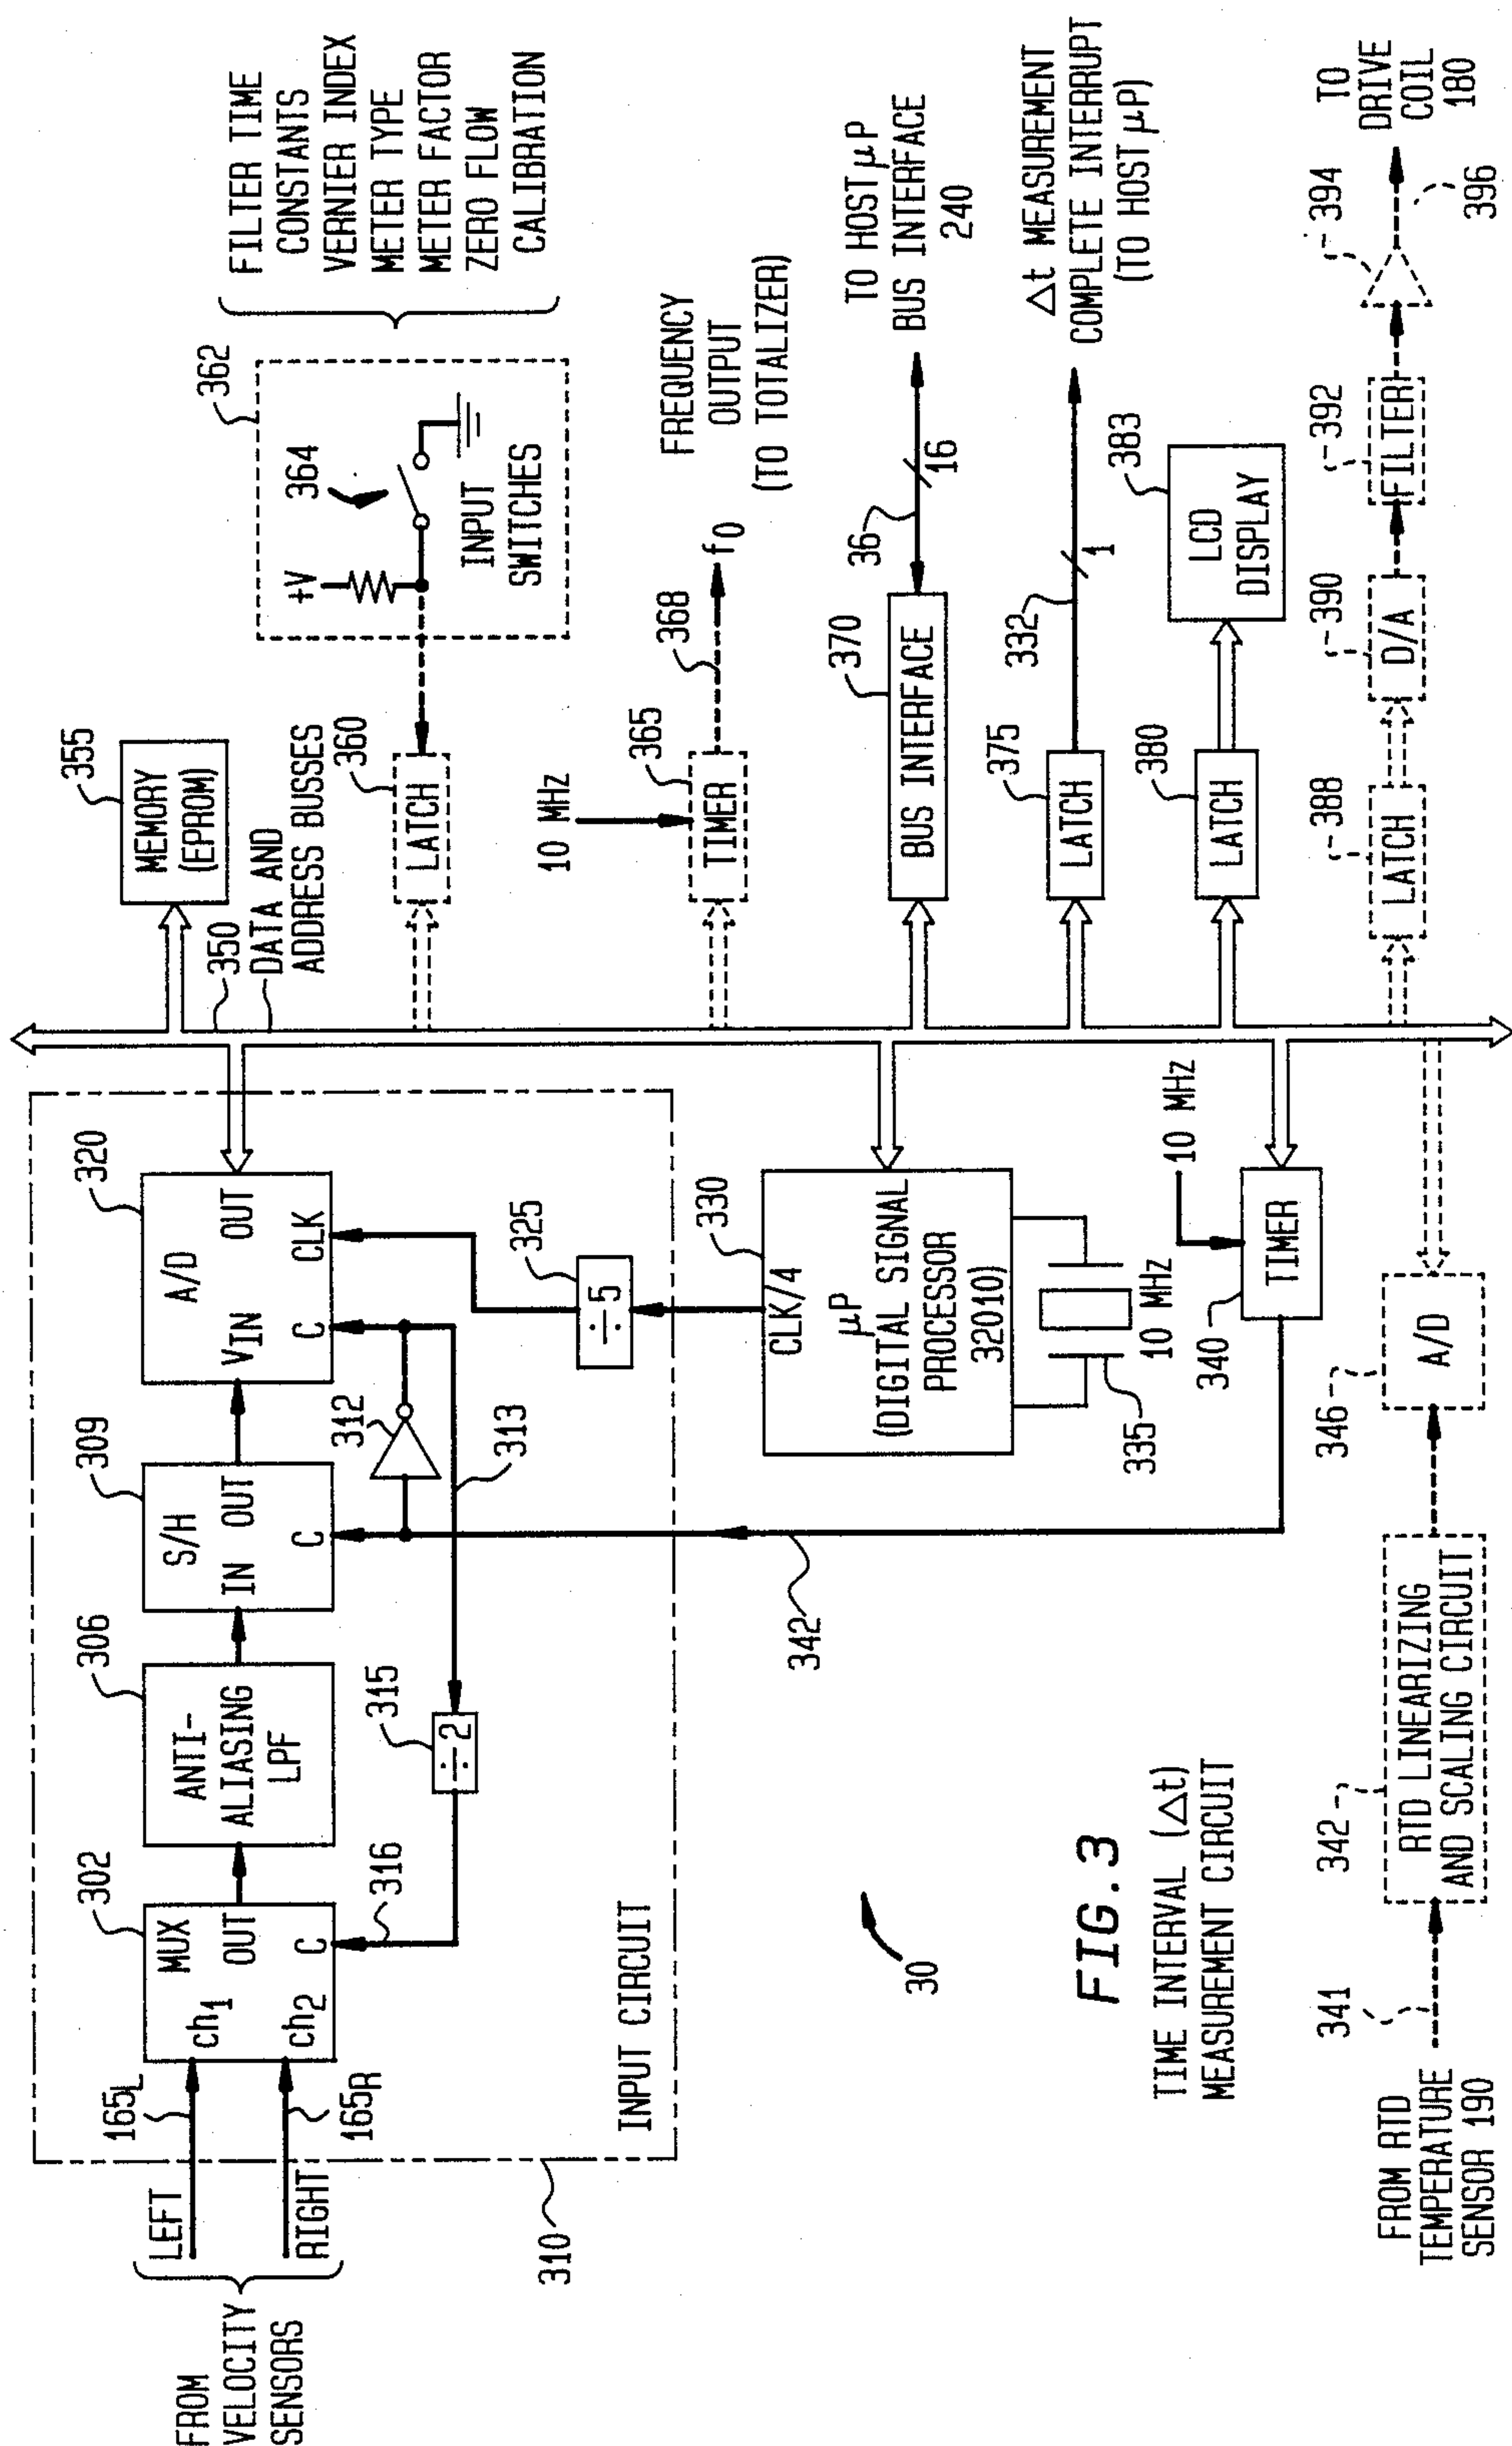 FROM
VELOCITY
SENSORS
LEFT
RIGHT
165L
165R
310
INPUT CIRCUIT
302
MUX
ch1
OUT
ch2
C
316
306
ANTI-
ALIASING
LPF
315
÷2
309
S/H
IN OUT
C
312
313
320
A/D
VIN OUT
C CLK
325
÷5
330
CLK/4
μP
(DIGITAL SIGNAL
PROCESSOR
32010)
335
10 MHz
340
TIMER
10 MHz
342
30
FIG.3
TIME INTERVAL (Δt)
MEASUREMENT CIRCUIT
FROM RTD
TEMPERATURE
SENSOR 190
341
342
RTD LINEARIZING
AND SCALING CIRCUIT
346
A/D
350
DATA AND
ADDRESS BUSSES
355
MEMORY
(EPROM)
360
LATCH
362
364
+V
INPUT
SWITCHES
FILTER TIME
CONSTANTS
VERNIER INDEX
METER TYPE
METER FACTOR
ZERO FLOW
CALIBRATION
10 MHz
365
TIMER
368
f0
FREQUENCY
OUTPUT
(TO TOTALIZER)
370
BUS INTERFACE
36
16
TO HOST μP
BUS INTERFACE
240
375
LATCH
332
1
Δt MEASUREMENT
COMPLETE INTERRUPT
(TO HOST μP)
380
LATCH
383
LCD
DISPLAY
388
LATCH
390
D/A
392
FILTER
394
396
TO
DRIVE
COIL
180